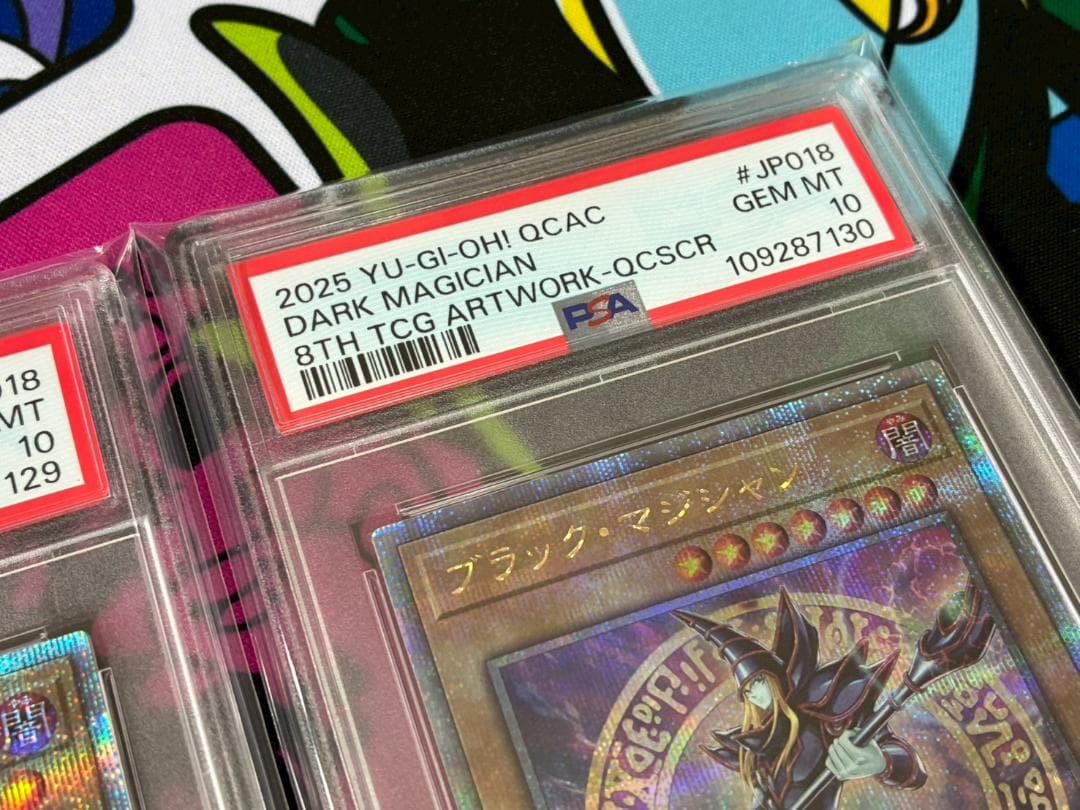 2025 YU-GI-OH! QCAC
#JP018
DARK MAGICIAN
GEM MT
8TH TCG ARTWORK-QCSCR
10
109287130
PSA
ブラック・マジシャン
闇
018
MT
10
129
闇